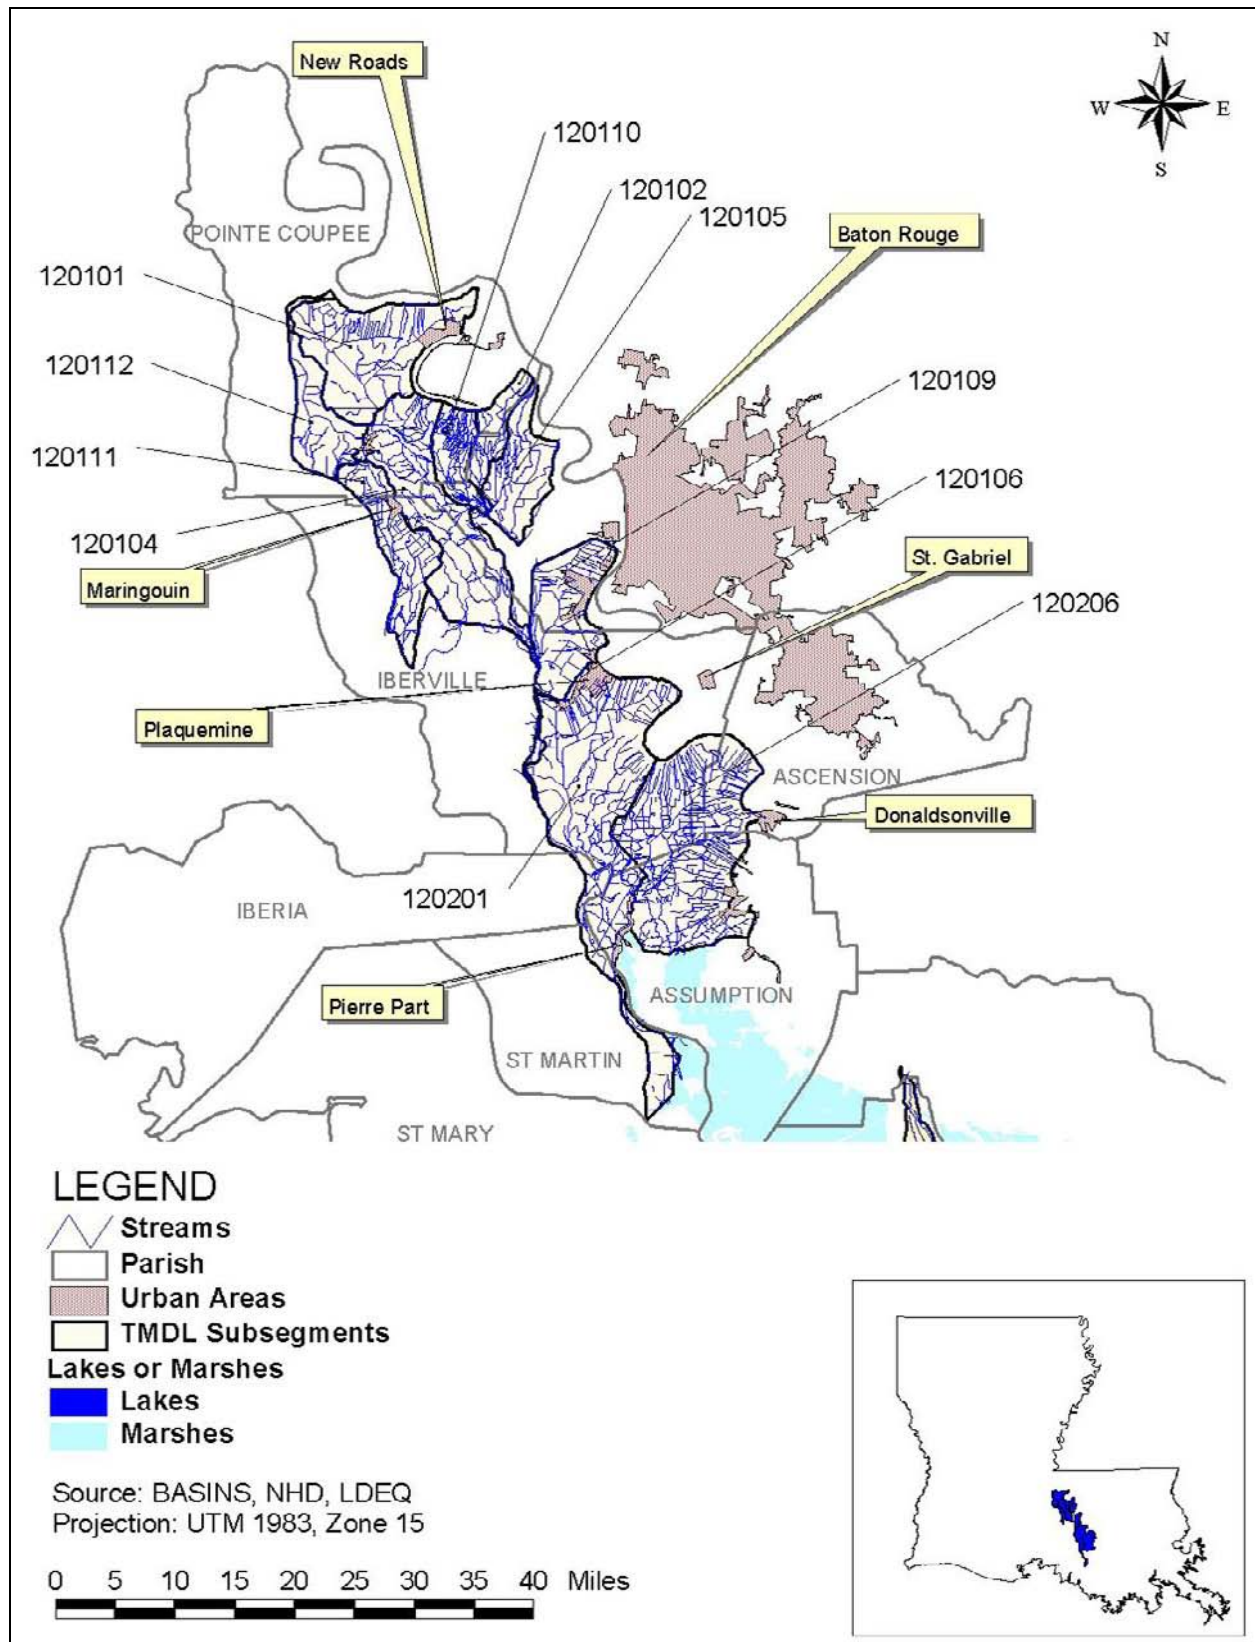 N
W E
S
New Roads
120110
120102
120105
Baton Rouge
POINTE COUPEE
120101
120112
120109
120111
120106
120104
St. Gabriel
Maringouin
120206
IBERVILLE
Plaquemine
ASCENSION
Donaldsonville
120201
IBERIA
Pierre Part
ASSUMPTION
ST MARTIN
ST MARY
LEGEND
Streams
Parish
Urban Areas
TMDL Subsegments
Lakes or Marshes
Lakes
Marshes
Source: BASINS, NHD, LDEQ
Projection: UTM 1983, Zone 15
0 5 10 15 20 25 30 35 40 Miles